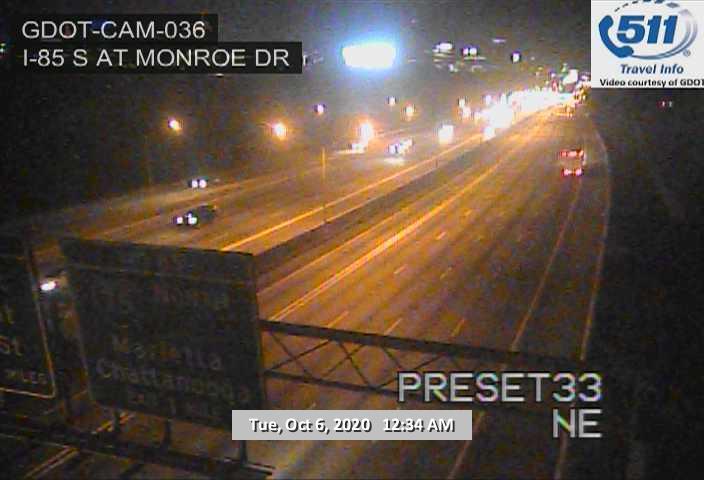 GDOT-CAM-036
I-85 S AT MONROE DR
511
Travel Info
Video courtesy of GDOT
Marietta
Chattanooga
MILES
PRESET33
NE
Tue, Oct 6, 2020 12:34 AM